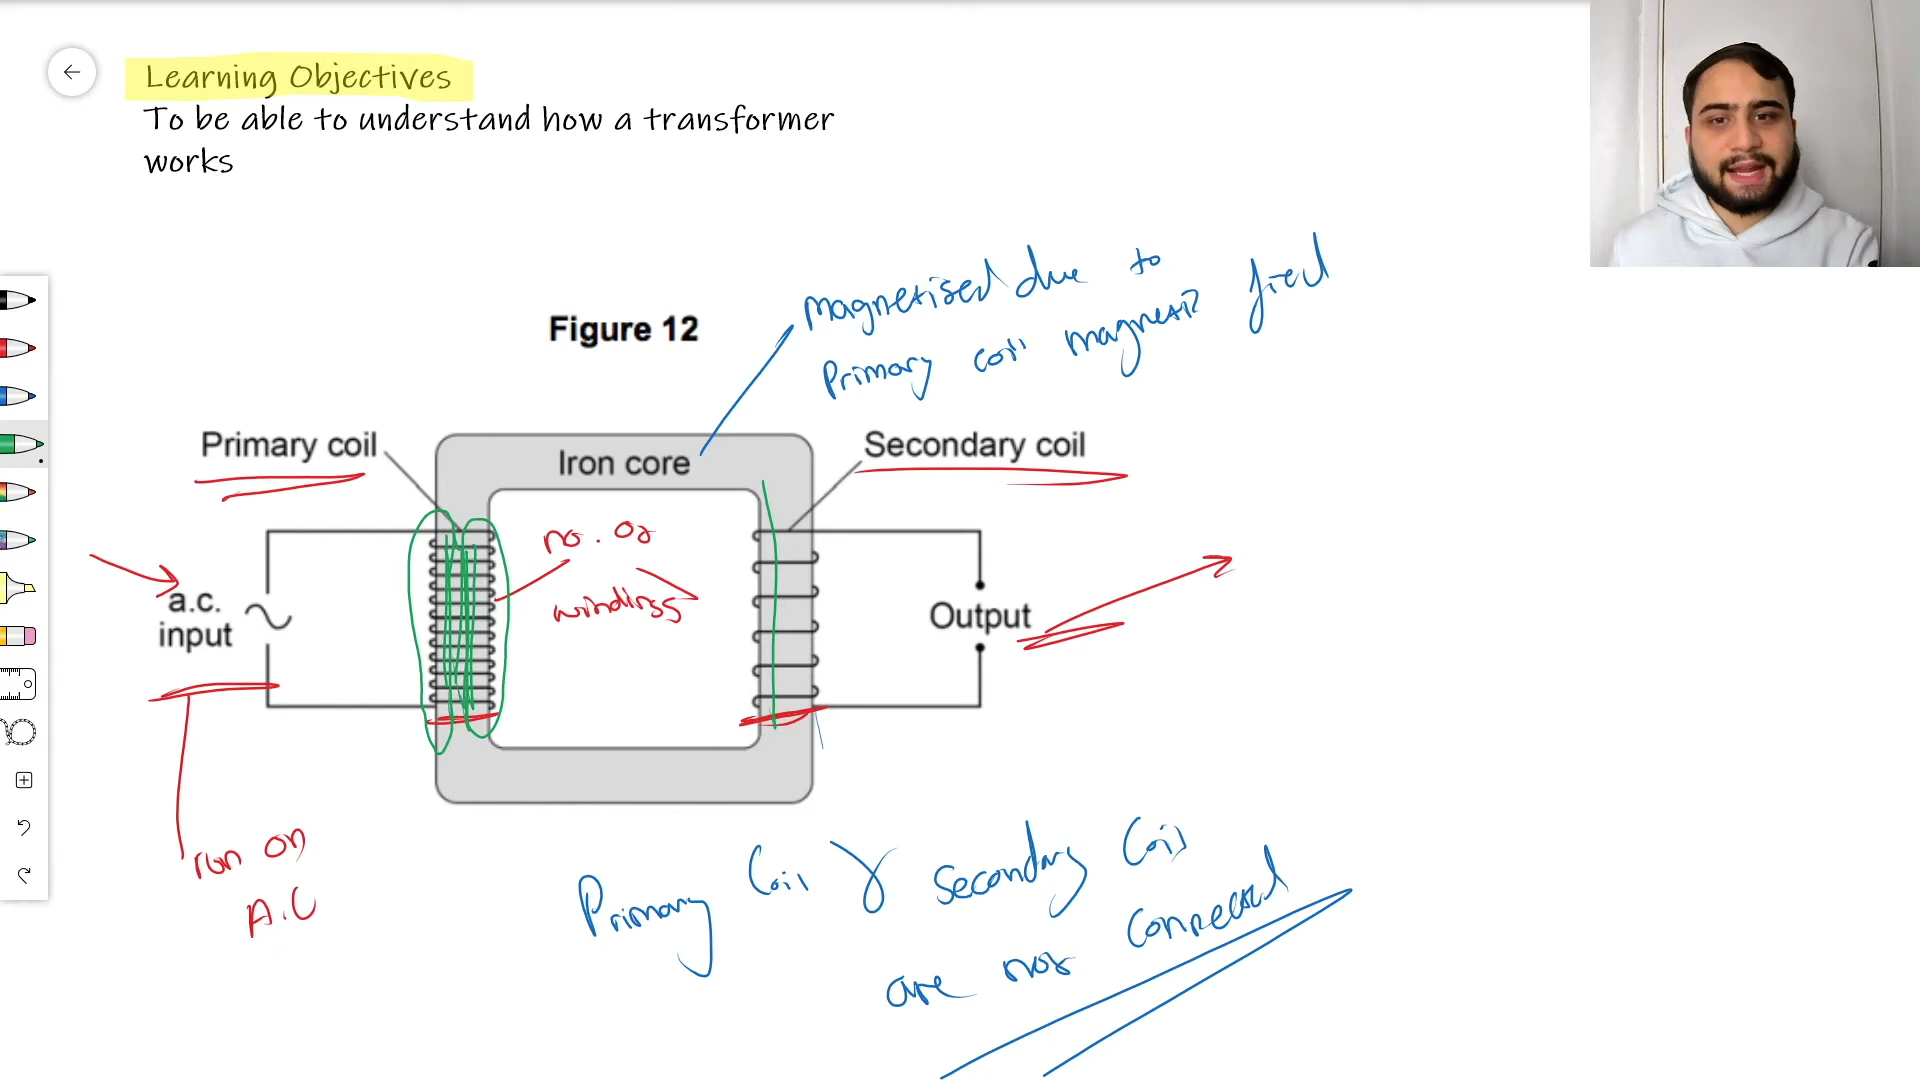 Learning Objectives
To be able to understand how a transformer
works
magnetised due to
Primary coil magnetic field
Figure 12
Primary coil
Iron core
Secondary coil
no. of
windings
a.c.
input
Output
run on
A.C
Primary Coil & Secondary Coil
are not connected